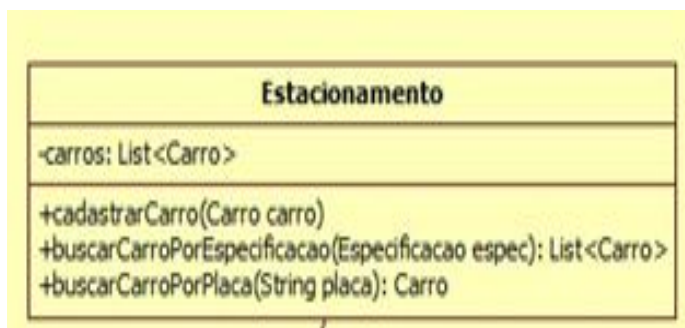 Estacionamento
-carros: List<Carro>
+cadastrarCarro(Carro carro)
+buscarCarroPorEspecificacao(Especificacao espec): List<Carro>
+buscarCarroPorPlaca(String placa): Carro